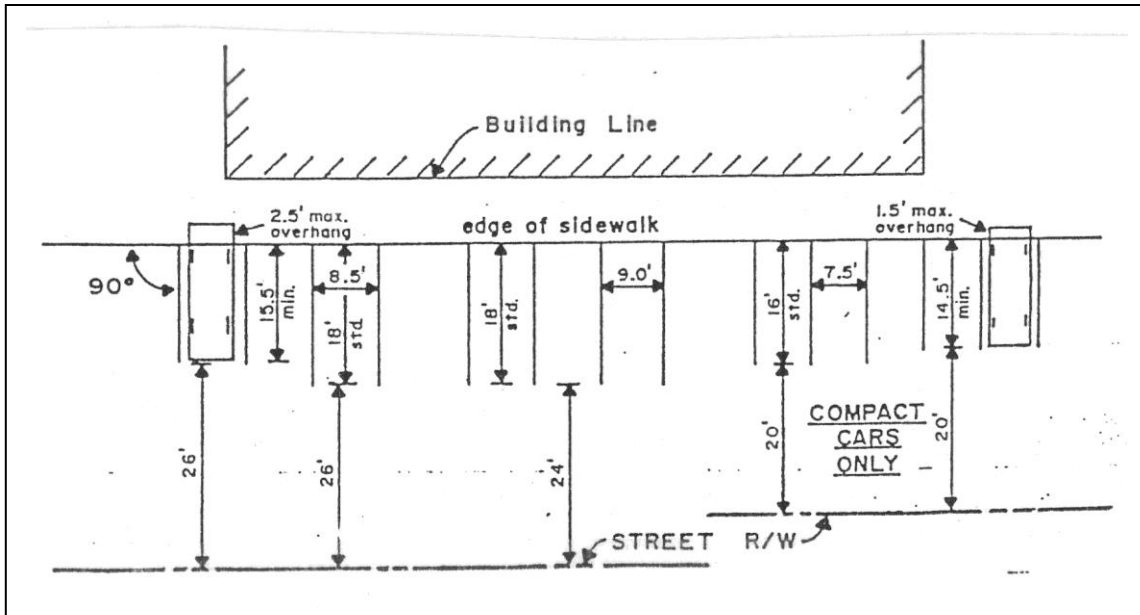 Building Line
2.5' max.
overhang
edge of sidewalk
1.5' max.
overhang
90°
15.5'
min.
8.5'
18'
std.
18'
std.
9.0'
16'
std.
7.5'
14.5'
min.
26'
26'
24'
20'
COMPACT
CARS
ONLY
20'
STREET R/W